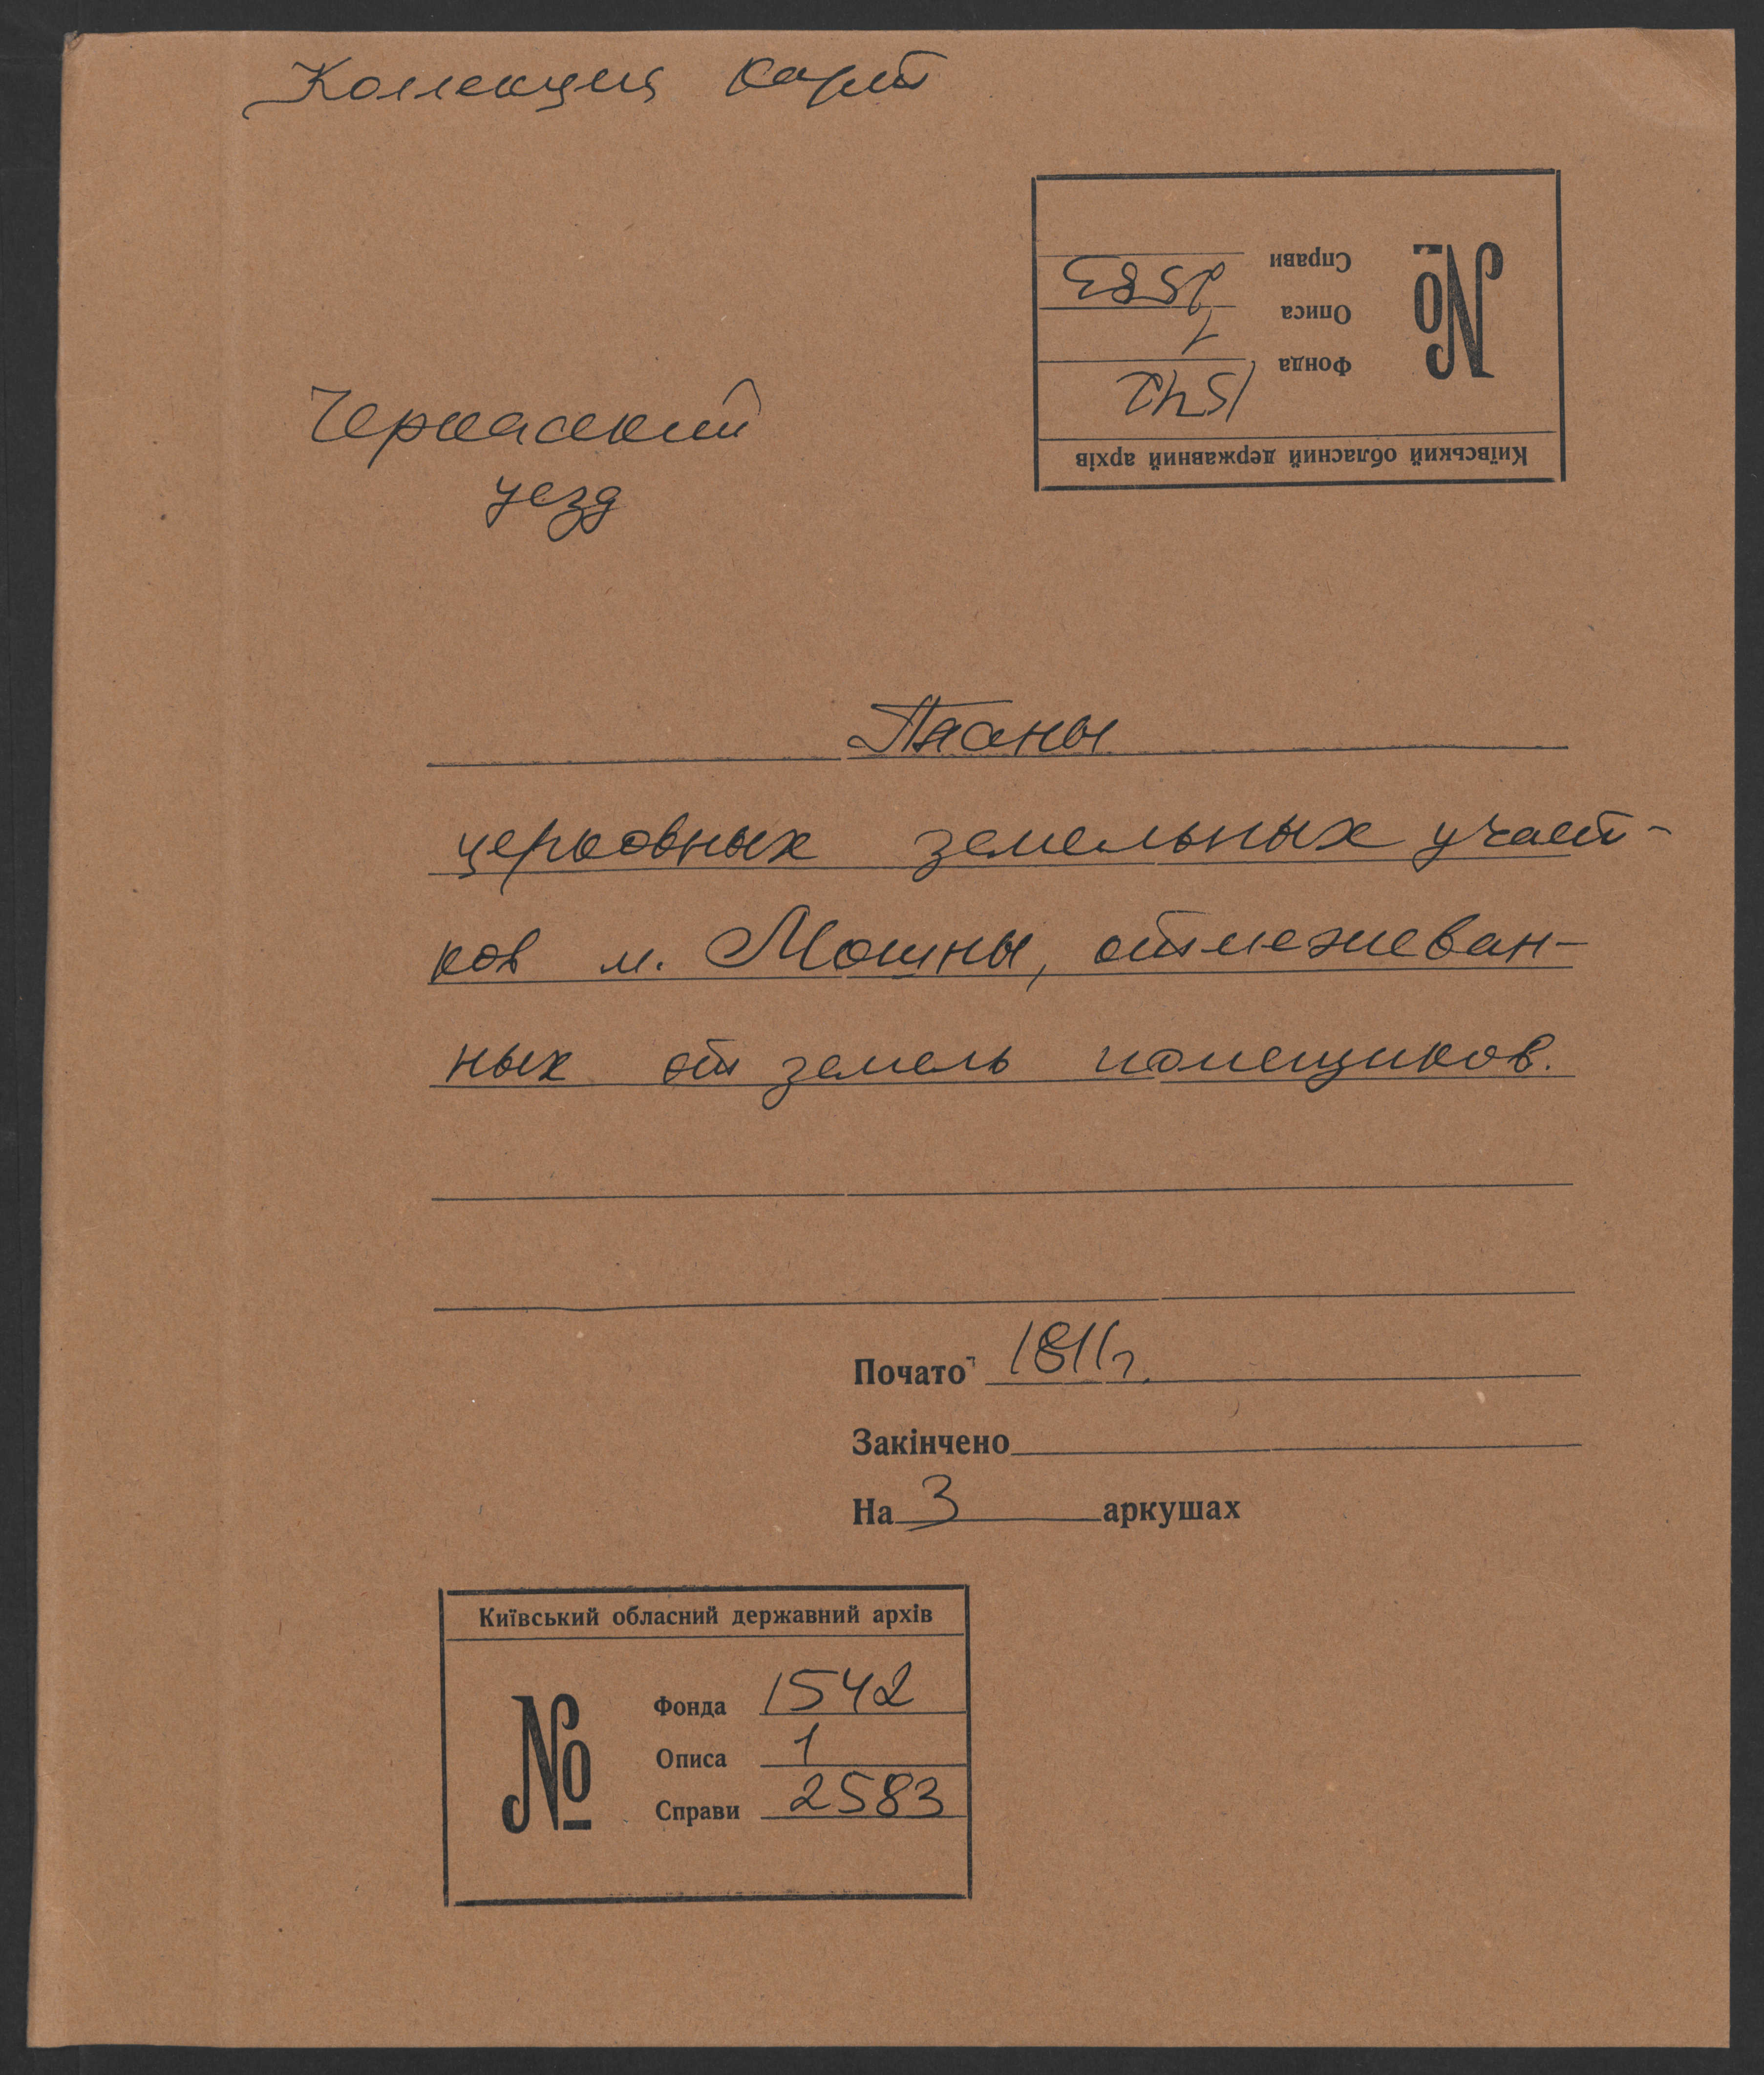 Коллекция карт
Справи 2583
Описа 1
Фонда 1542
№
Київський обласний державний архів
Черкасский
уезд
Планы
церковных земельных участ-
ков м. Мошны, отмежеван-
ных от земель помещиков.
Почато 1811г.
Закінчено
На 3 аркушах
Київський обласний державний архів
№
Фонда 1542
Описа 1
Справи 2583